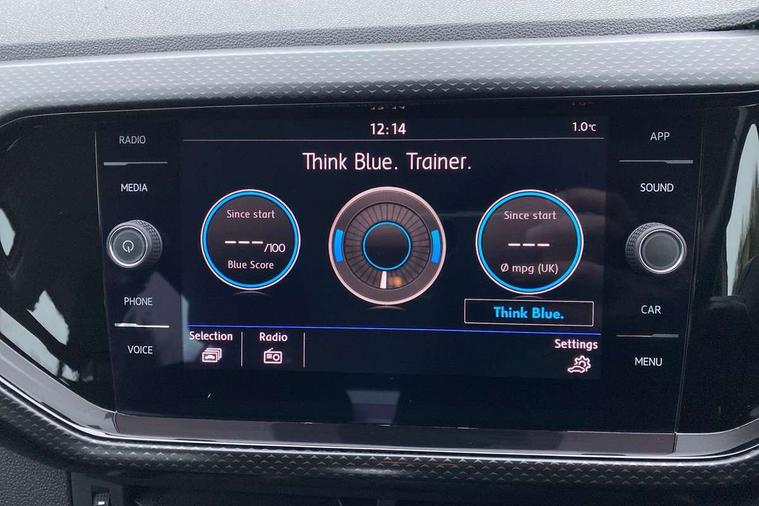 12:14
1.0°C
RADIO
APP
Think Blue. Trainer.
MEDIA
SOUND
Since start
Since start
---/100
---
Blue Score
Ø mpg (UK)
PHONE
CAR
Think Blue.
VOICE
Selection
Radio
Settings
MENU